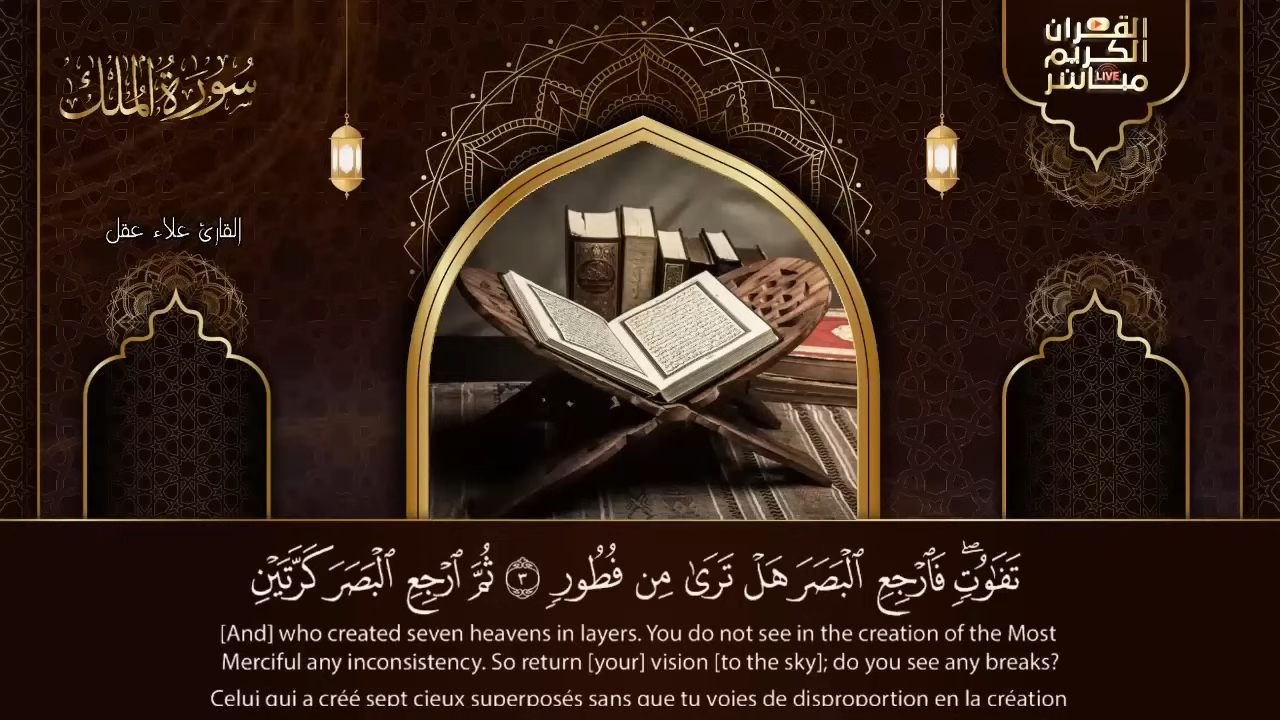 سورة الملك
القرآن
الكريم
مباشر
LIVE
القارئ علاء عقل
تَفَٰوُتٖۖ فَٱرۡجِعِ ٱلۡبَصَرَ هَلۡ تَرَىٰ مِن فُطُورٖ ٣ ثُمَّ ٱرۡجِعِ ٱلۡبَصَرَ كَرَّتَيۡنِ
[And] who created seven heavens in layers. You do not see in the creation of the Most
Merciful any inconsistency. So return [your] vision [to the sky]; do you see any breaks?
Celui qui a créé sept cieux superposés sans que tu voies de disproportion en la création